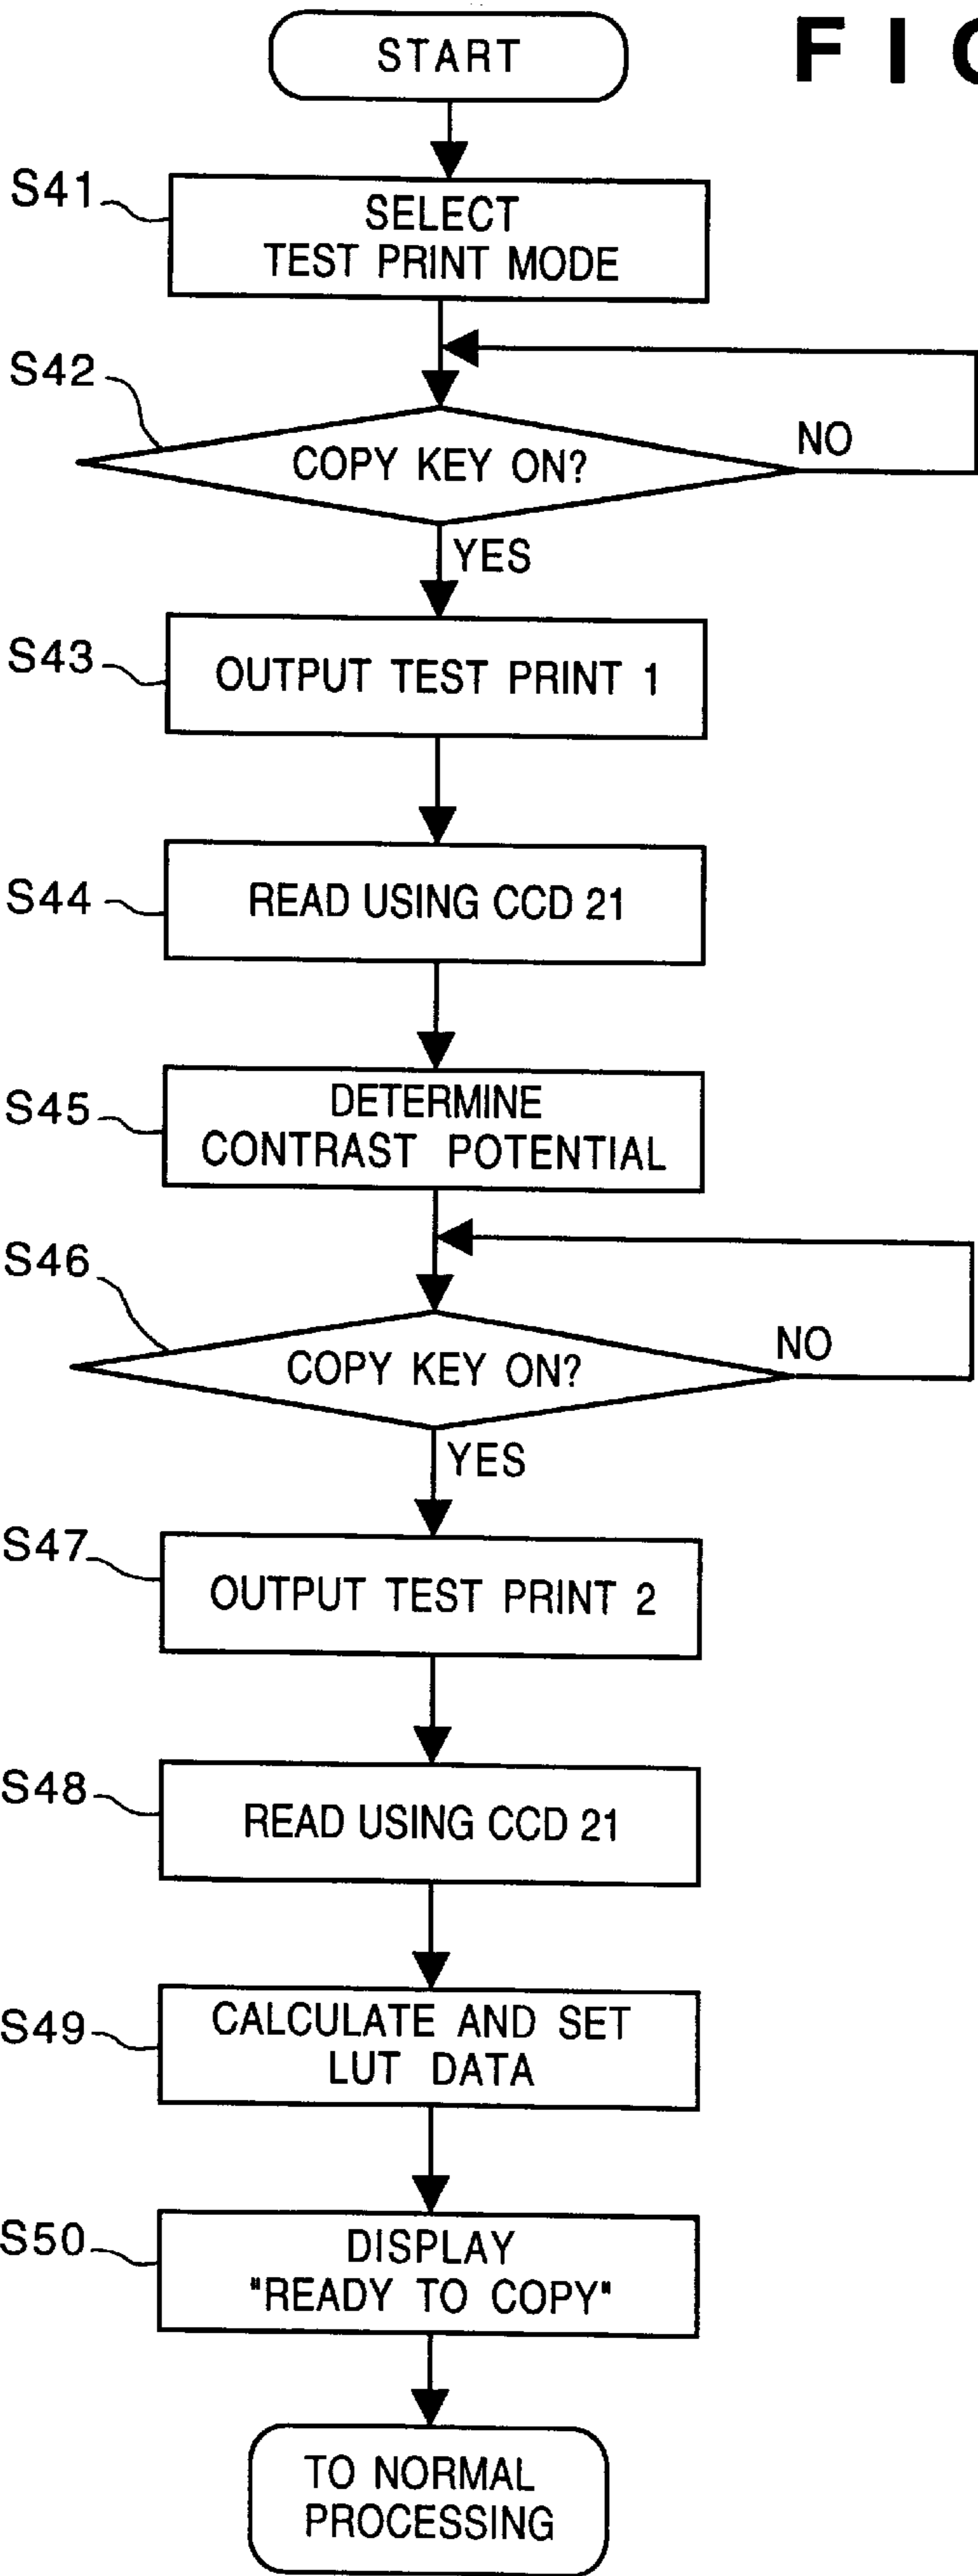 START
F I
S41
SELECT
TEST PRINT MODE
S42
COPY KEY ON?
NO
YES
S43
OUTPUT TEST PRINT 1
S44
READ USING CCD 21
S45
DETERMINE
CONTRAST POTENTIAL
S46
COPY KEY ON?
NO
YES
S47
OUTPUT TEST PRINT 2
S48
READ USING CCD 21
S49
CALCULATE AND SET
LUT DATA
S50
DISPLAY
"READY TO COPY"
TO NORMAL
PROCESSING